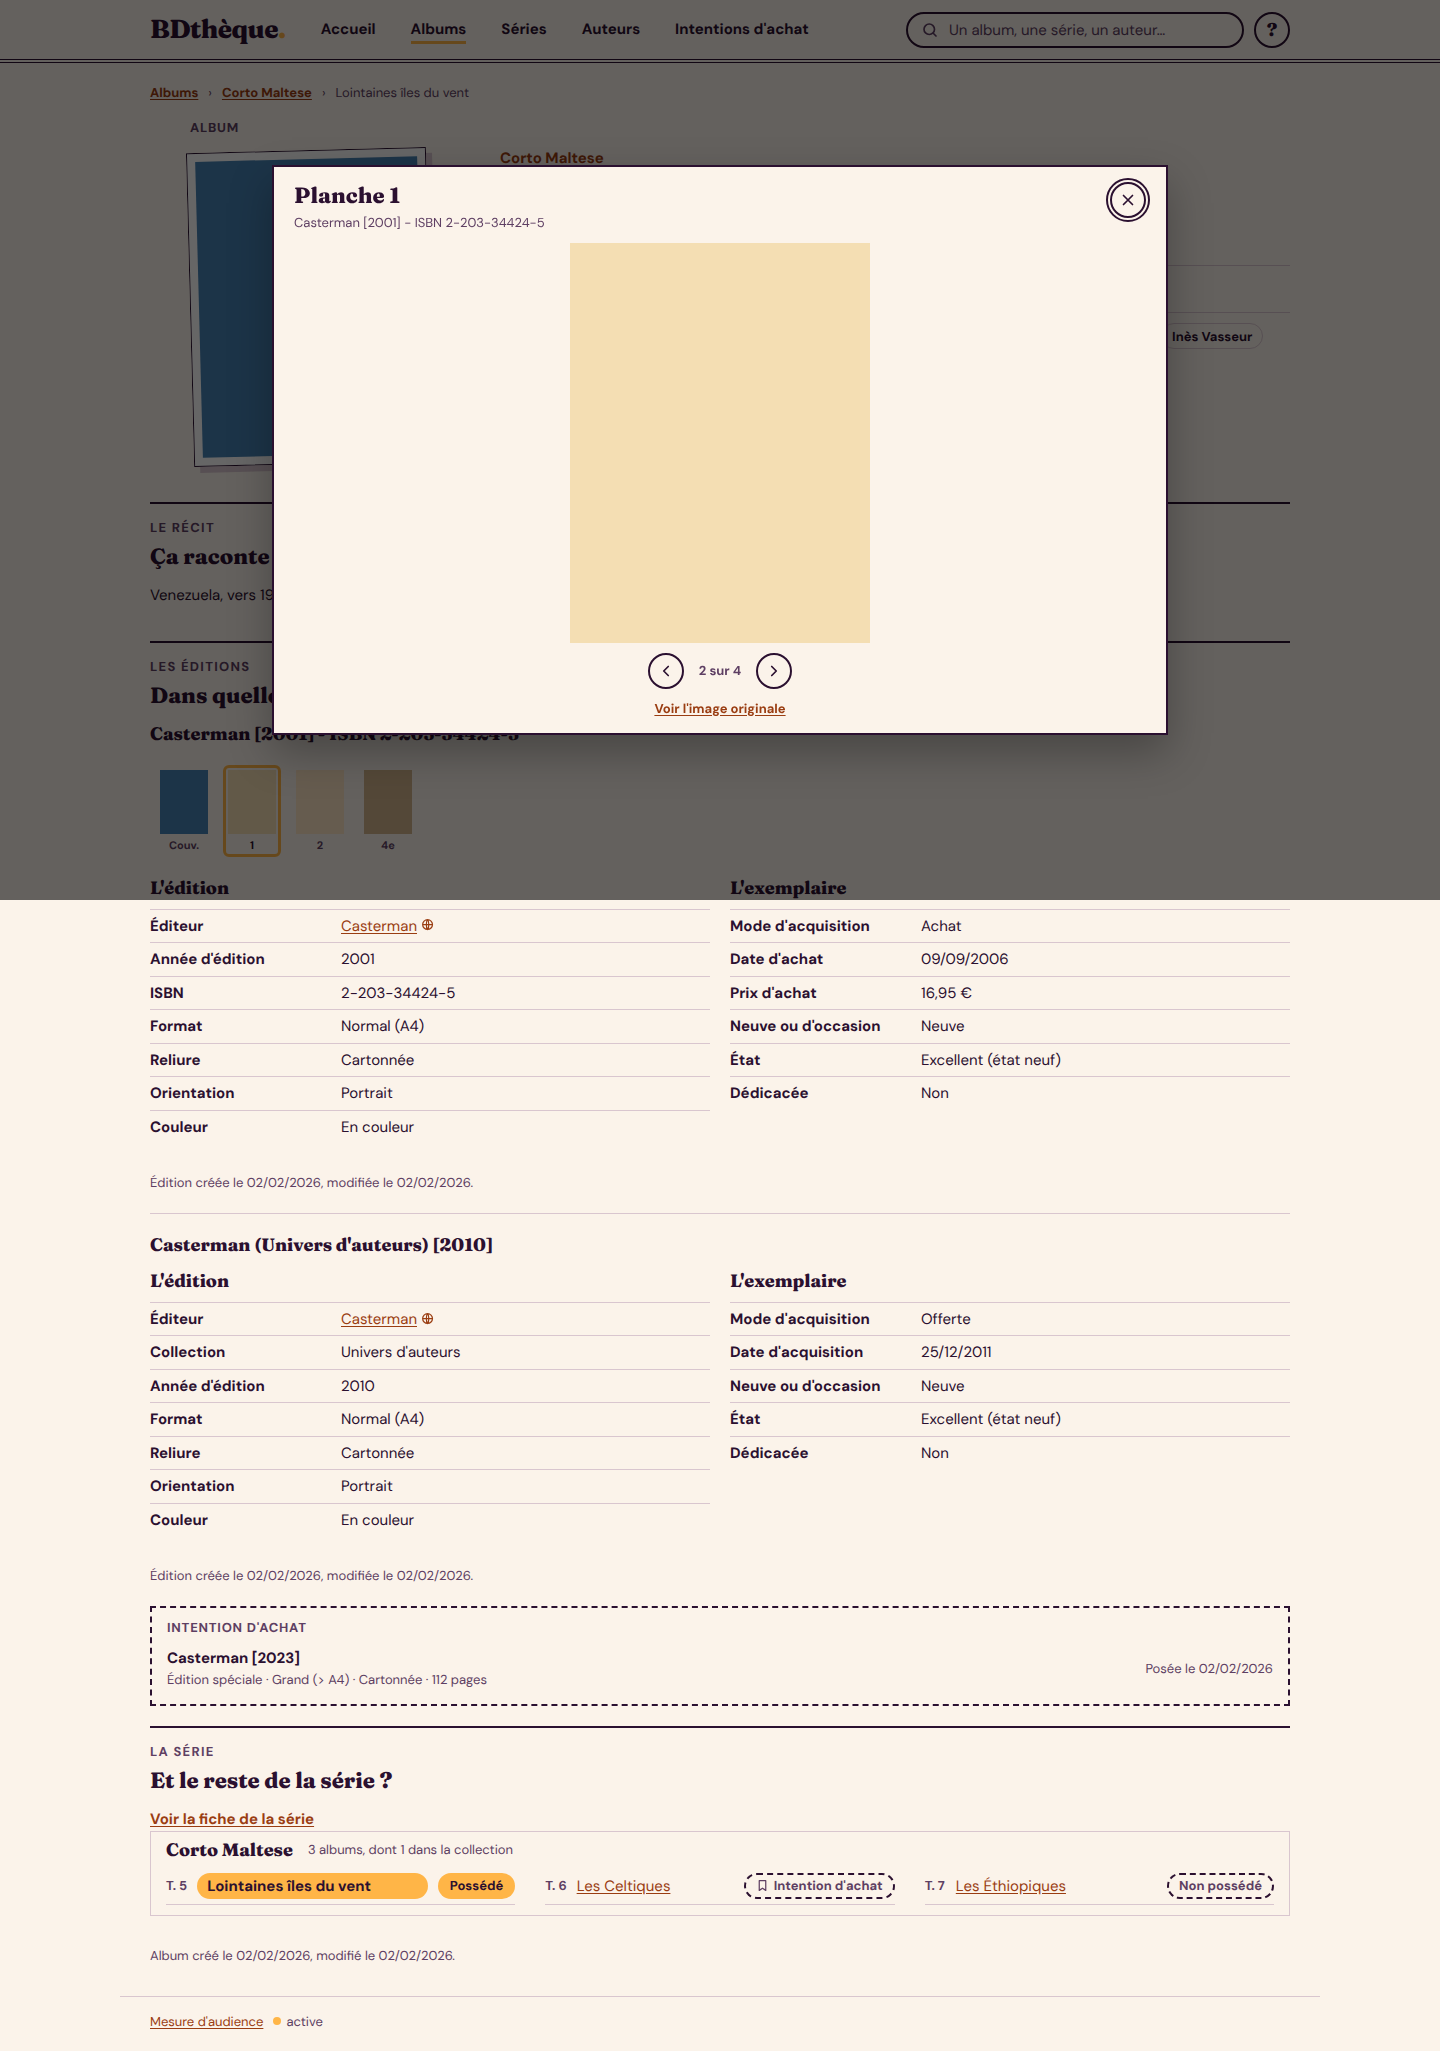 BDthèque.
Accueil
Albums
Séries
Auteurs
Intentions d'achat
Un album, une série, un auteur...
?
Albums › Corto Maltese › Lointaines îles du vent
ALBUM
Corto Maltese
Planche 1
Casterman [2001] - ISBN 2-203-34424-5
2 sur 4
Voir l'image originale
Inès Vasseur
LE RÉCIT
Ça raconte
Venezuela, vers 19
LES ÉDITIONS
Dans quelle
Casterman [2001] - ISBN 2-203-34424-5
Couv.
1
2
4e
L'édition
Éditeur Casterman
Année d'édition 2001
ISBN 2-203-34424-5
Format Normal (A4)
Reliure Cartonnée
Orientation Portrait
Couleur En couleur
L'exemplaire
Mode d'acquisition Achat
Date d'achat 09/09/2006
Prix d'achat 16,95 €
Neuve ou d'occasion Neuve
État Excellent (état neuf)
Dédicacée Non
Édition créée le 02/02/2026, modifiée le 02/02/2026.
Casterman (Univers d'auteurs) [2010]
L'édition
Éditeur Casterman
Collection Univers d'auteurs
Année d'édition 2010
Format Normal (A4)
Reliure Cartonnée
Orientation Portrait
Couleur En couleur
L'exemplaire
Mode d'acquisition Offerte
Date d'acquisition 25/12/2011
Neuve ou d'occasion Neuve
État Excellent (état neuf)
Dédicacée Non
Édition créée le 02/02/2026, modifiée le 02/02/2026.
INTENTION D'ACHAT
Casterman [2023]
Édition spéciale · Grand (> A4) · Cartonnée · 112 pages
Posée le 02/02/2026
LA SÉRIE
Et le reste de la série ?
Voir la fiche de la série
Corto Maltese 3 albums, dont 1 dans la collection
T. 5 Lointaines îles du vent Possédé
T. 6 Les Celtiques Intention d'achat
T. 7 Les Éthiopiques Non possédé
Album créé le 02/02/2026, modifié le 02/02/2026.
Mesure d'audience active